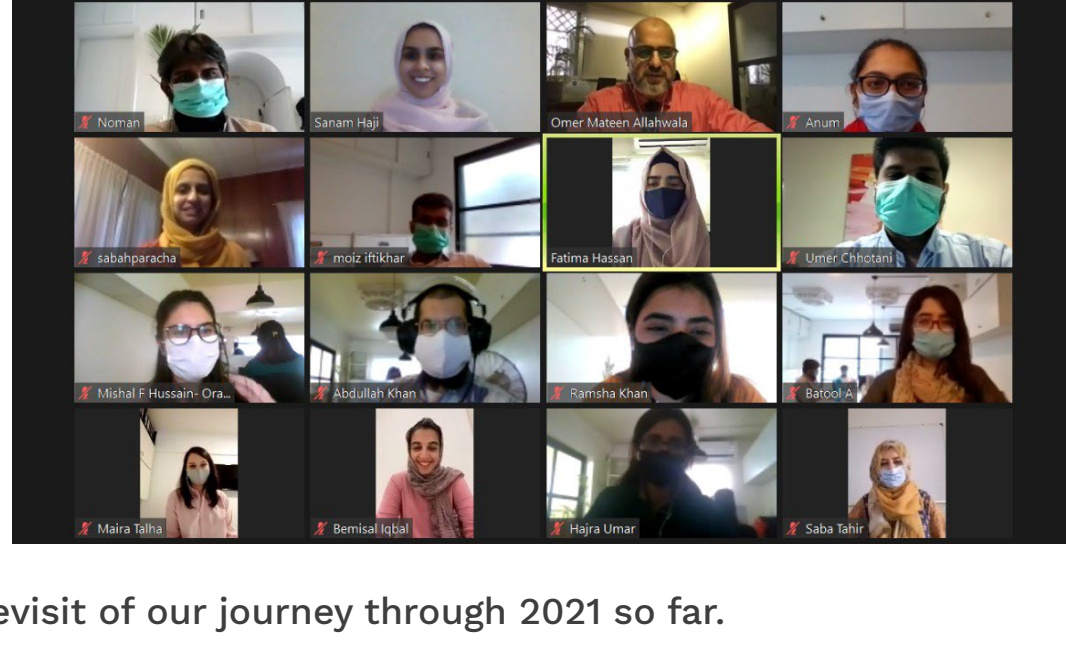 Noman
Sanam Haji
Omer Mateen Allahwala
Anum
sabahparacha
moiz iftikhar
Fatima Hassan
Umer Chhotani
Mishal F Hussain- Ora...
Abdullah Khan
Ramsha Khan
Batool A
Maira Talha
Bemisal Iqbal
Hajra Umar
Saba Tahir
evisit of our journey through 2021 so far.